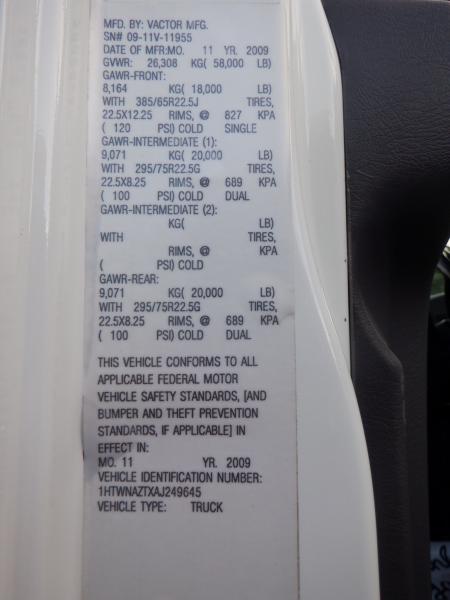 MFD. BY: VACTOR MFG.
SN# 09-11V-11955
DATE OF MFR:MO. 11 YR. 2009
GVWR: 26,308 KG( 58,000 LB)
GAWR-FRONT:
8,164 KG( 18,000 LB)
WITH 385/65R22.5J TIRES,
22.5X12.25 RIMS, @ 827 KPA
( 120 PSI) COLD SINGLE
GAWR-INTERMEDIATE (1):
9,071 KG( 20,000 LB)
WITH 295/75R22.5G TIRES,
22.5X8.25 RIMS, @ 689 KPA
( 100 PSI) COLD DUAL
GAWR-INTERMEDIATE (2):
KG( LB)
WITH TIRES,
RIMS, @ KPA
( PSI) COLD
GAWR-REAR:
9,071 KG( 20,000 LB)
WITH 295/75R22.5G TIRES,
22.5X8.25 RIMS, @ 689 KPA
( 100 PSI) COLD DUAL
THIS VEHICLE CONFORMS TO ALL
APPLICABLE FEDERAL MOTOR
VEHICLE SAFETY STANDARDS, [AND
BUMPER AND THEFT PREVENTION
STANDARDS, IF APPLICABLE] IN
EFFECT IN:
MO. 11 YR. 2009
VEHICLE IDENTIFICATION NUMBER:
1HTWNAZTXAJ249645
VEHICLE TYPE: TRUCK